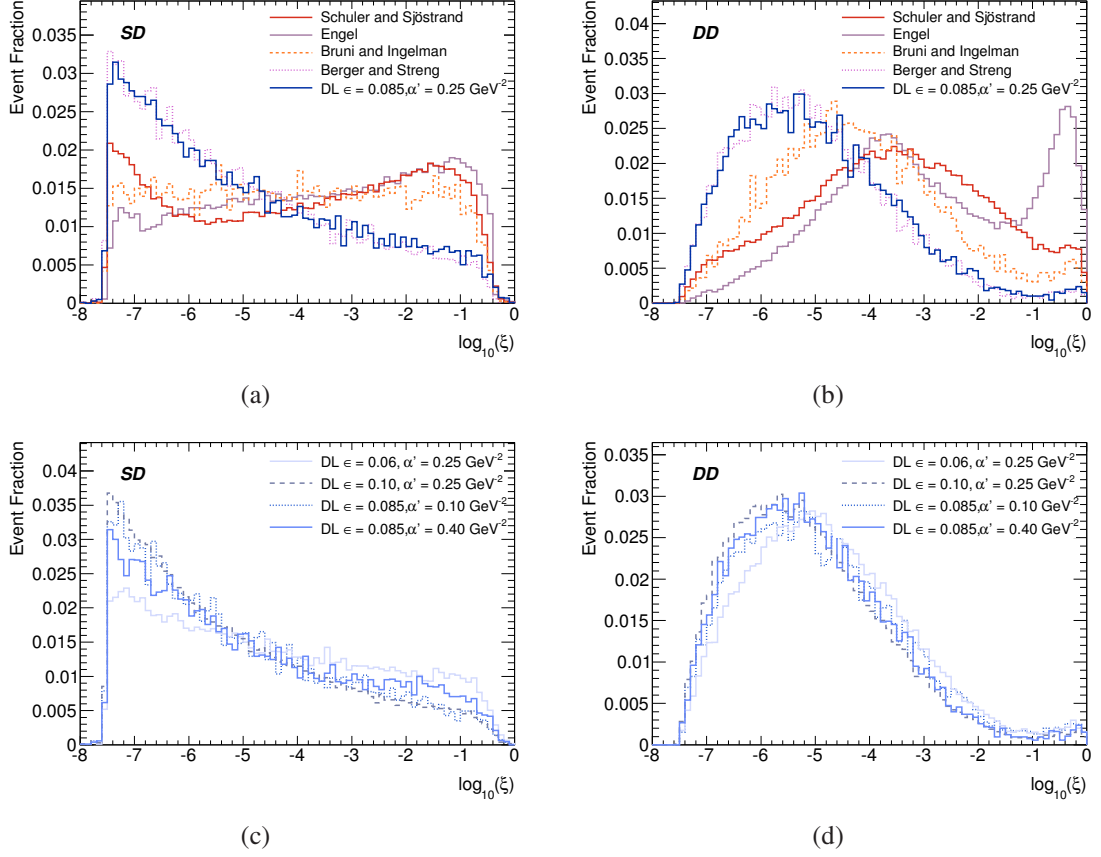 Event Fraction
SD
Schuler and Sjöstrand
Engel
Bruni and Ingelman
Berger and Streng
DL ϵ = 0.085,α' = 0.25 GeV-2
0.035
0.03
0.025
0.02
0.015
0.01
0.005
0
-8 -7 -6 -5 -4 -3 -2 -1 0
log10(ξ)
(a)
Event Fraction
DD
Schuler and Sjöstrand
Engel
Bruni and Ingelman
Berger and Streng
DL ϵ = 0.085,α' = 0.25 GeV-2
0.04
0.035
0.03
0.025
0.02
0.015
0.01
0.005
0
-8 -7 -6 -5 -4 -3 -2 -1 0
log10(ξ)
(b)
Event Fraction
SD
DL ϵ = 0.06, α' = 0.25 GeV-2
DL ϵ = 0.10, α' = 0.25 GeV-2
DL ϵ = 0.085,α' = 0.10 GeV-2
DL ϵ = 0.085,α' = 0.40 GeV-2
0.04
0.035
0.03
0.025
0.02
0.015
0.01
0.005
0
-8 -7 -6 -5 -4 -3 -2 -1 0
log10(ξ)
(c)
Event Fraction
DD
DL ϵ = 0.06, α' = 0.25 GeV-2
DL ϵ = 0.10, α' = 0.25 GeV-2
DL ϵ = 0.085,α' = 0.10 GeV-2
DL ϵ = 0.085,α' = 0.40 GeV-2
0.035
0.03
0.025
0.02
0.015
0.01
0.005
0
-8 -7 -6 -5 -4 -3 -2 -1 0
log10(ξ)
(d)